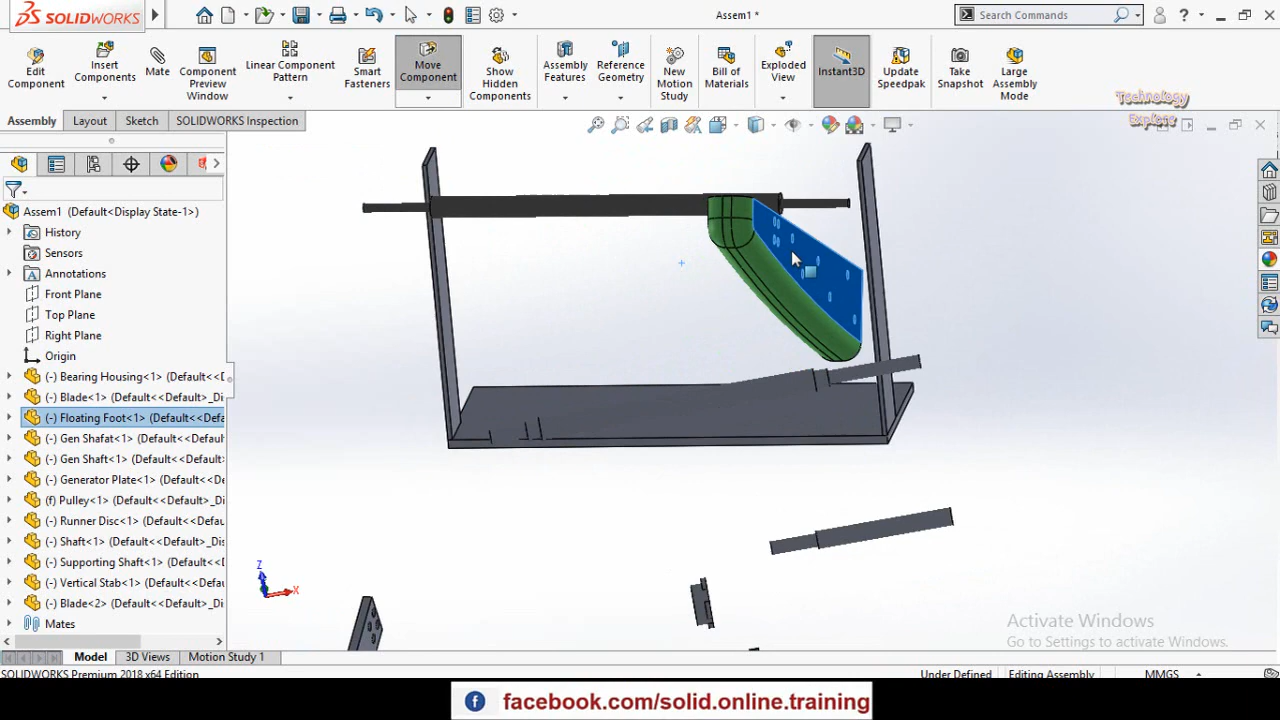 SOLIDWORKS
Assem1 *
Search Commands
Edit Component
Insert Components
Mate
Component Preview Window
Linear Component Pattern
Smart Fasteners
Move Component
Show Hidden Components
Assembly Features
Reference Geometry
New Motion Study
Bill of Materials
Exploded View
Instant3D
Update Speedpak
Take Snapshot
Large Assembly Mode
Technology Explore
Assembly
Layout
Sketch
SOLIDWORKS Inspection
Assem1 (Default<Display State-1>)
History
Sensors
Annotations
Front Plane
Top Plane
Right Plane
Origin
(-) Bearing Housing<1> (Default<<D
(-) Blade<1> (Default<<Default>_Di
(-) Floating Foot<1> (Default<<Defa
(-) Gen Shafat<1> (Default<<Default
(-) Gen Shaft<1> (Default<<Default>
(-) Generator Plate<1> (Default<<D
(f) Pulley<1> (Default<<Default>_D
(-) Runner Disc<1> (Default<<Defau
(-) Shaft<1> (Default<<Default>_Dis
(-) Supporting Shaft<1> (Default<<
(-) Vertical Stab<1> (Default<<Defa
(-) Blade<2> (Default<<Default>_Di
Mates
Z
X
Activate Windows
Go to Settings to activate Windows.
Model
3D Views
Motion Study 1
SOLIDWORKS Premium 2018 x64 Edition
Under Defined
Editing Assembly
MMGS
facebook.com/solid.online.training